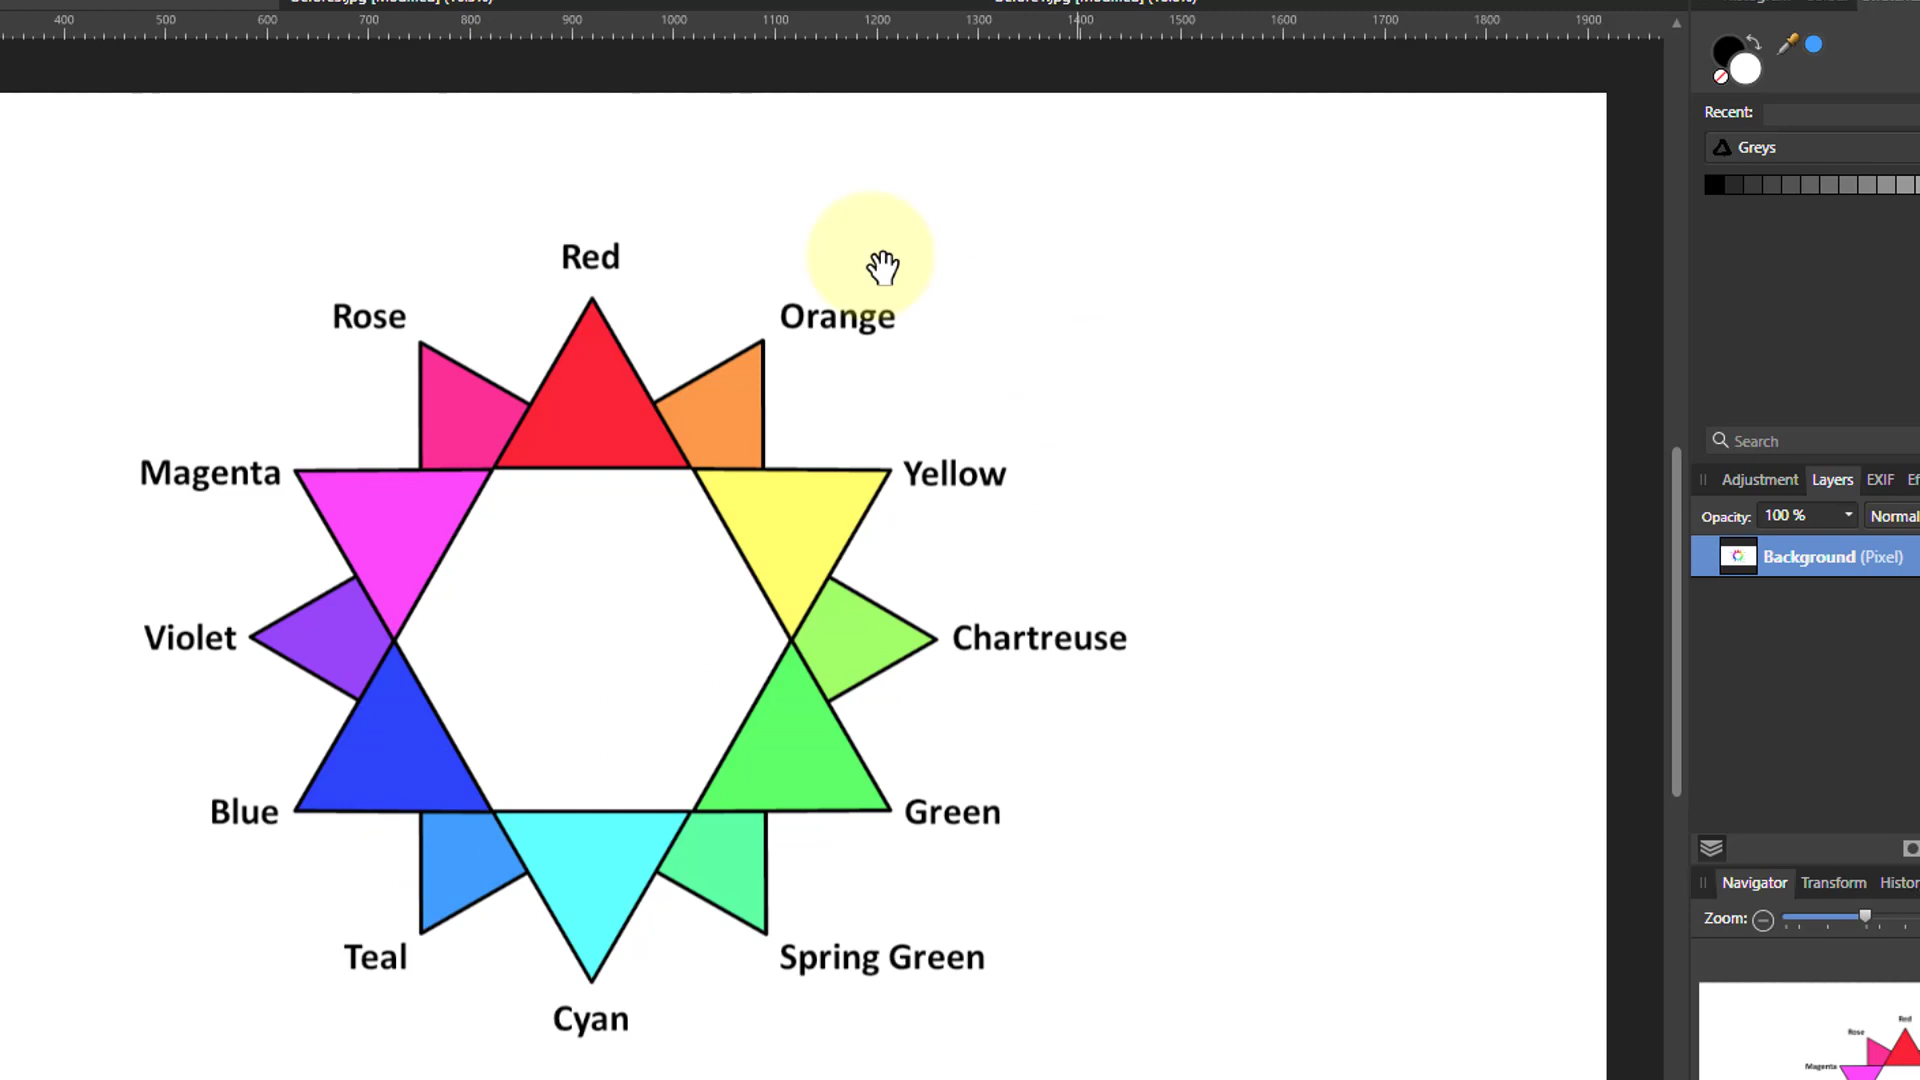 400 500 600 700 800 900 1000 1100 1200 1300 1400 1500 1600 1700 1800 1900
Recent:
Greys
Red
Rose
Orange
Magenta
Yellow
Search
Adjustment Layers EXIF Ef
Opacity: 100 % Normal
Background (Pixel)
Violet
Chartreuse
Blue
Green
Navigator Transform Histor
Zoom:
Teal
Spring Green
Cyan
Red
Rose
Magenta